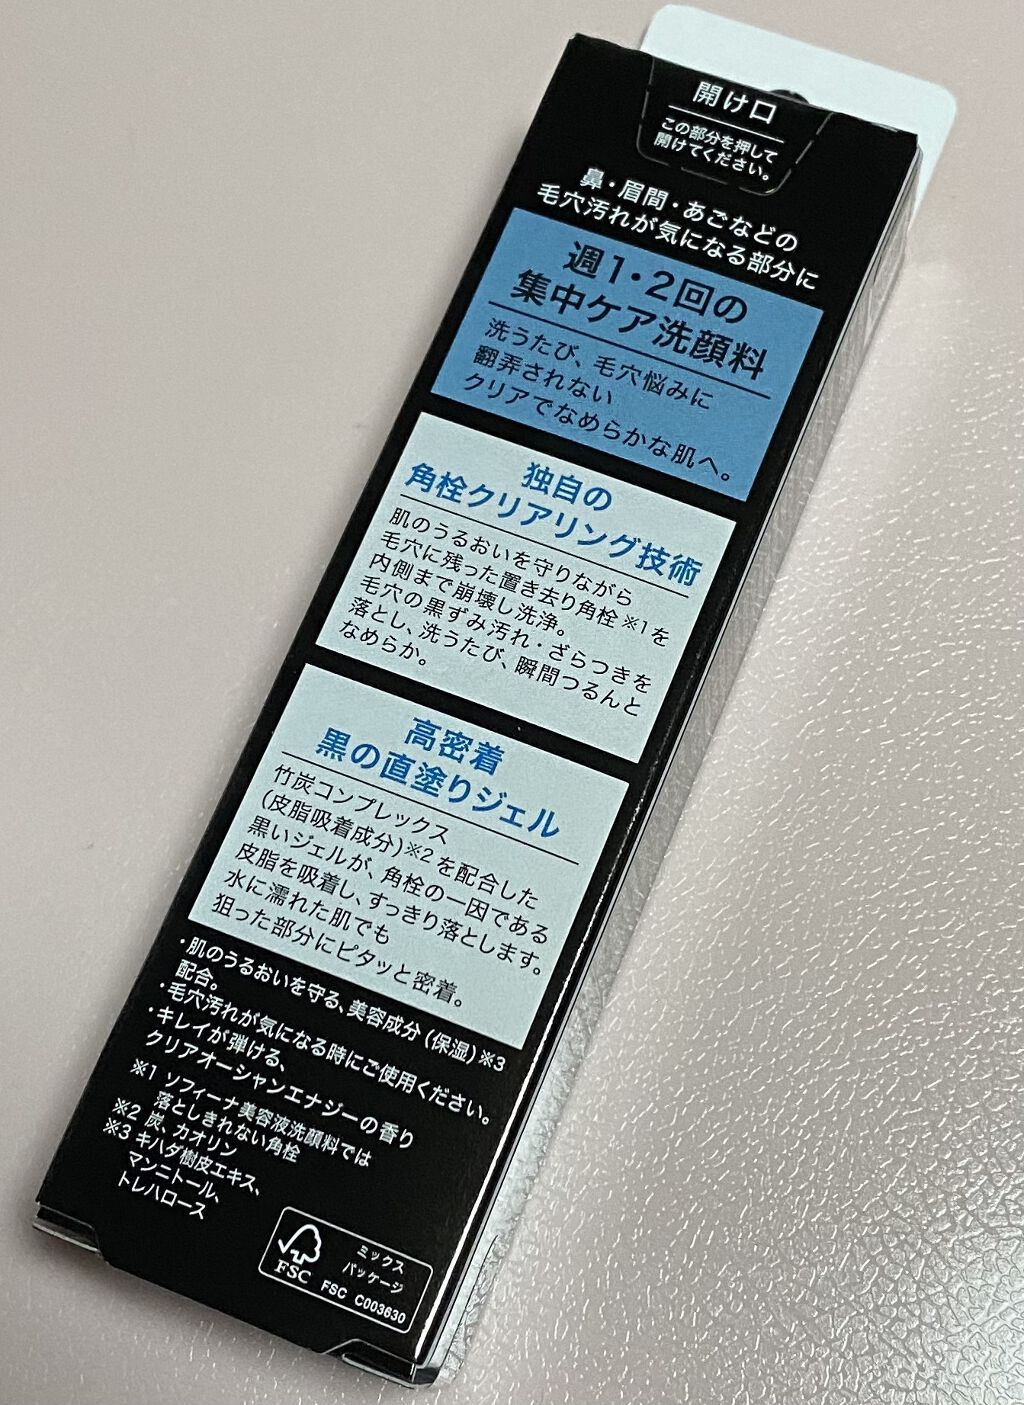 開け口
この部分を押して
開けてください。
鼻・眉間・あごなどの
毛穴汚れが気になる部分に
週1・2回の
集中ケア洗顔料
洗うたび、毛穴悩みに
翻弄されない
クリアでなめらかな肌へ。
独自の
角栓クリアリング技術
肌のうるおいを守りながら
毛穴に残った置き去り角栓※1を
内側まで崩壊し洗浄。
毛穴の黒ずみ汚れ・ざらつきを
落とし、洗うたび、瞬間つるんと
なめらか。
高密着
黒の直塗りジェル
竹炭コンプレックス
(皮脂吸着成分)※2を配合した
黒いジェルが、角栓の一因である
皮脂を吸着し、すっきり落とします。
水に濡れた肌でも
狙った部分にピタッと密着。
・肌のうるおいを守る、美容成分(保湿)※3
配合。
・毛穴汚れが気になる時にご使用ください。
・キレイが弾ける、
クリアオーシャンエナジーの香り
※1 ソフィーナ美容液洗顔料では
落としきれない角栓
※2 炭、カオリン
※3 キハダ樹皮エキス、
マンニトール、
トレハロース
ミックス
パッケージ
FSC FSC C003630